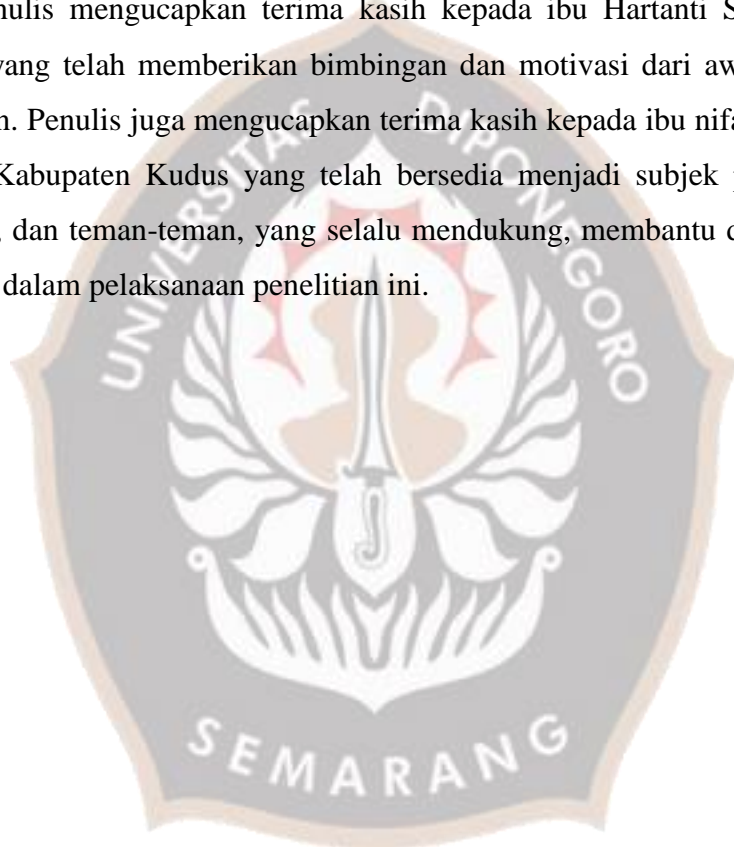 nulis mengucapkan terima kasih kepada ibu Hartanti S
yang telah memberikan bimbingan dan motivasi dari aw
n. Penulis juga mengucapkan terima kasih kepada ibu nifa
Kabupaten Kudus yang telah bersedia menjadi subjek p
, dan teman-teman, yang selalu mendukung, membantu d
dalam pelaksanaan penelitian ini.
UNIVERSITAS DIPONEGORO
SEMARANG